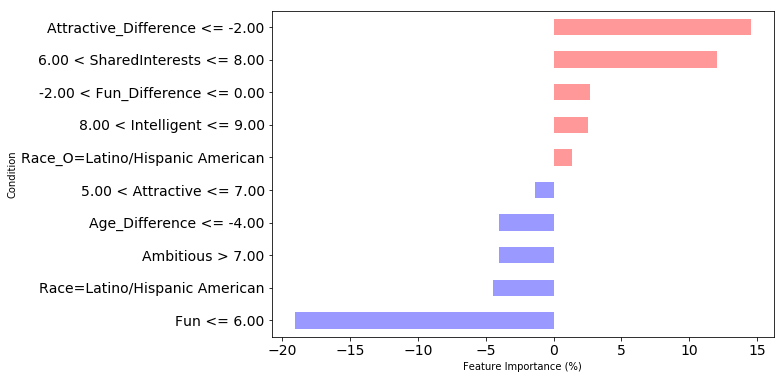 Attractive_Difference <= -2.00
6.00 < SharedInterests <= 8.00
-2.00 < Fun_Difference <= 0.00
8.00 < Intelligent <= 9.00
Race_O=Latino/Hispanic American
5.00 < Attractive <= 7.00
Age_Difference <= -4.00
Ambitious > 7.00
Race=Latino/Hispanic American
Fun <= 6.00
Condition
−20 −15 −10 −5 0 5 10 15
Feature Importance (%)